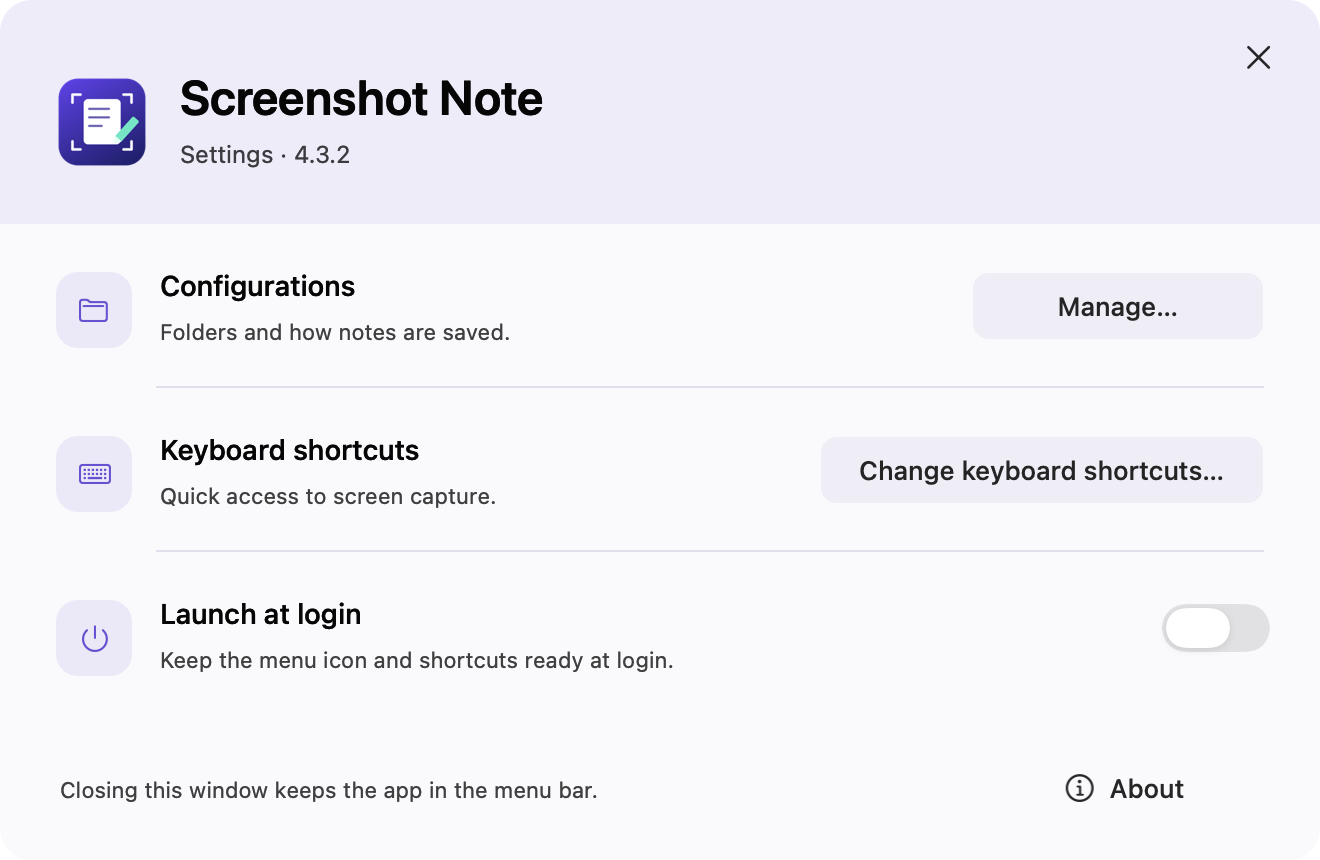 Screenshot Note
Settings · 4.3.2
Configurations
Folders and how notes are saved.
Manage...
Keyboard shortcuts
Quick access to screen capture.
Change keyboard shortcuts...
Launch at login
Keep the menu icon and shortcuts ready at login.
Closing this window keeps the app in the menu bar.
About